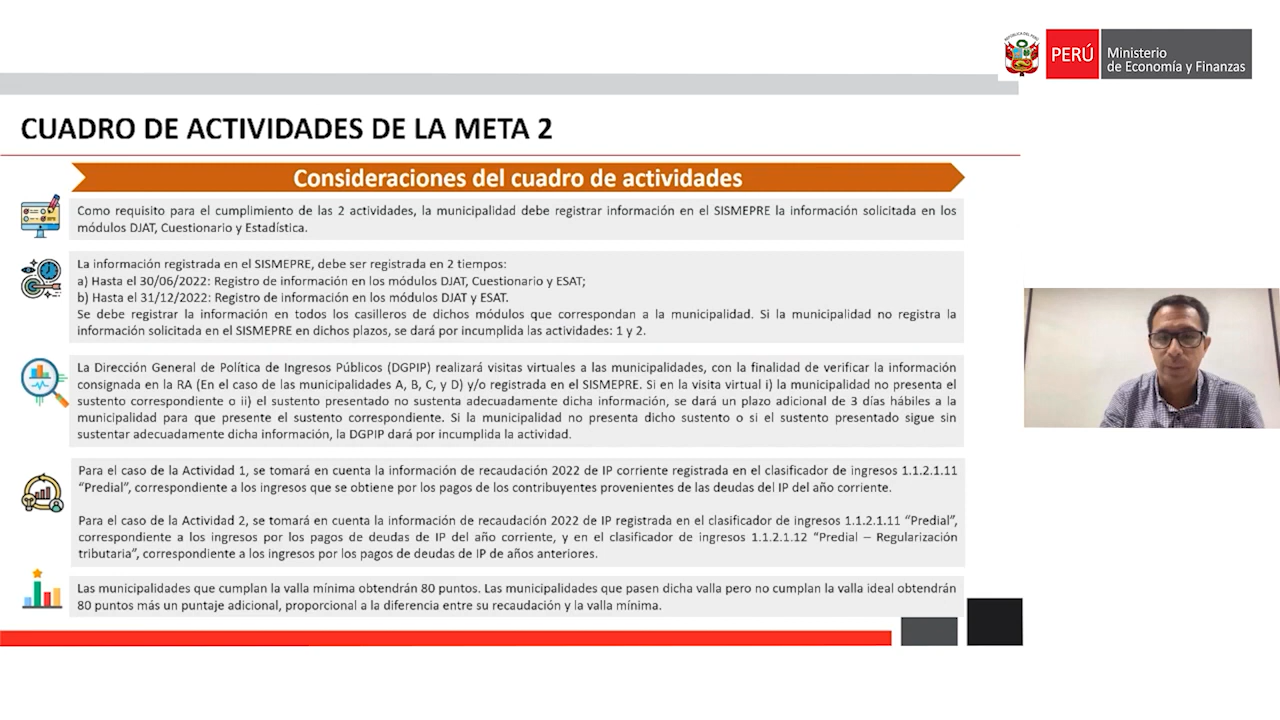 REPÚBLICA DEL PERÚ
PERÚ
Ministerio
de Economía y Finanzas
CUADRO DE ACTIVIDADES DE LA META 2
Consideraciones del cuadro de actividades
Como requisito para el cumplimiento de las 2 actividades, la municipalidad debe registrar información en el SISMEPRE la información solicitada en los
módulos DJAT, Cuestionario y Estadística.
La información registrada en el SISMEPRE, debe ser registrada en 2 tiempos:
a) Hasta el 30/06/2022: Registro de información en los módulos DJAT, Cuestionario y ESAT;
b) Hasta el 31/12/2022: Registro de información en los módulos DJAT y ESAT.
Se debe registrar la información en todos los casilleros de dichos módulos que correspondan a la municipalidad. Si la municipalidad no registra la
información solicitada en el SISMEPRE en dichos plazos, se dará por incumplida las actividades: 1 y 2.
La Dirección General de Política de Ingresos Públicos (DGPIP) realizará visitas virtuales a las municipalidades, con la finalidad de verificar la información
consignada en la RA (En el caso de las municipalidades A, B, C, y D) y/o registrada en el SISMEPRE. Si en la visita virtual i) la municipalidad no presenta el
sustento correspondiente o ii) el sustento presentado no sustenta adecuadamente dicha información, se dará un plazo adicional de 3 días hábiles a la
municipalidad para que presente el sustento correspondiente. Si la municipalidad no presenta dicho sustento o si el sustento presentado sigue sin
sustentar adecuadamente dicha información, la DGPIP dará por incumplida la actividad.
Para el caso de la Actividad 1, se tomará en cuenta la información de recaudación 2022 de IP corriente registrada en el clasificador de ingresos 1.1.2.1.11
“Predial”, correspondiente a los ingresos que se obtiene por los pagos de los contribuyentes provenientes de las deudas del IP del año corriente.
Para el caso de la Actividad 2, se tomará en cuenta la información de recaudación 2022 de IP registrada en el clasificador de ingresos 1.1.2.1.11 “Predial”,
correspondiente a los ingresos por los pagos de deudas de IP del año corriente, y en el clasificador de ingresos 1.1.2.1.12 “Predial – Regularización
tributaria”, correspondiente a los ingresos por los pagos de deudas de IP de años anteriores.
Las municipalidades que cumplan la valla mínima obtendrán 80 puntos. Las municipalidades que pasen dicha valla pero no cumplan la valla ideal obtendrán
80 puntos más un puntaje adicional, proporcional a la diferencia entre su recaudación y la valla mínima.